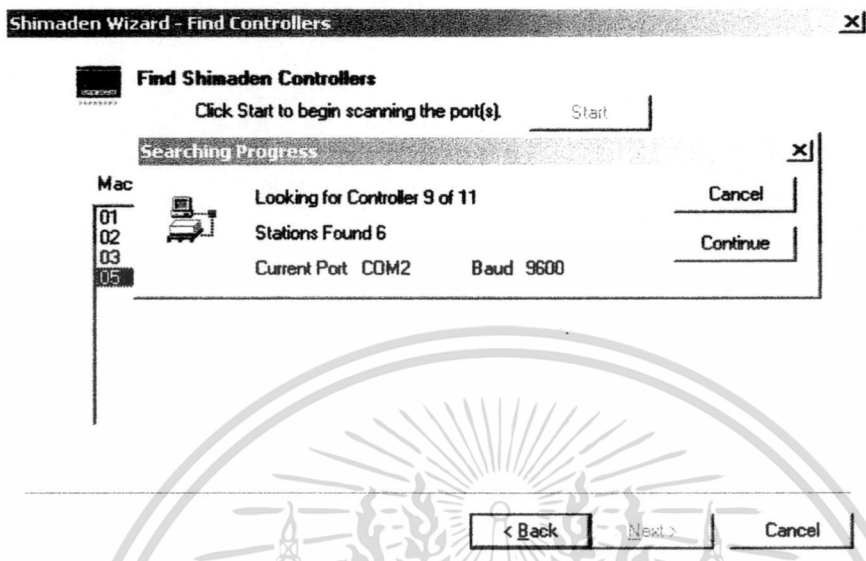 Shimaden Wizard - Find Controllers
Find Shimaden Controllers
Click Start to begin scanning the port(s).
Start
Searching Progress
Mac
01
02
03
05
Looking for Controller 9 of 11
Stations Found 6
Current Port COM2 Baud 9600
Cancel
Continue
< Back
Next >
Cancel